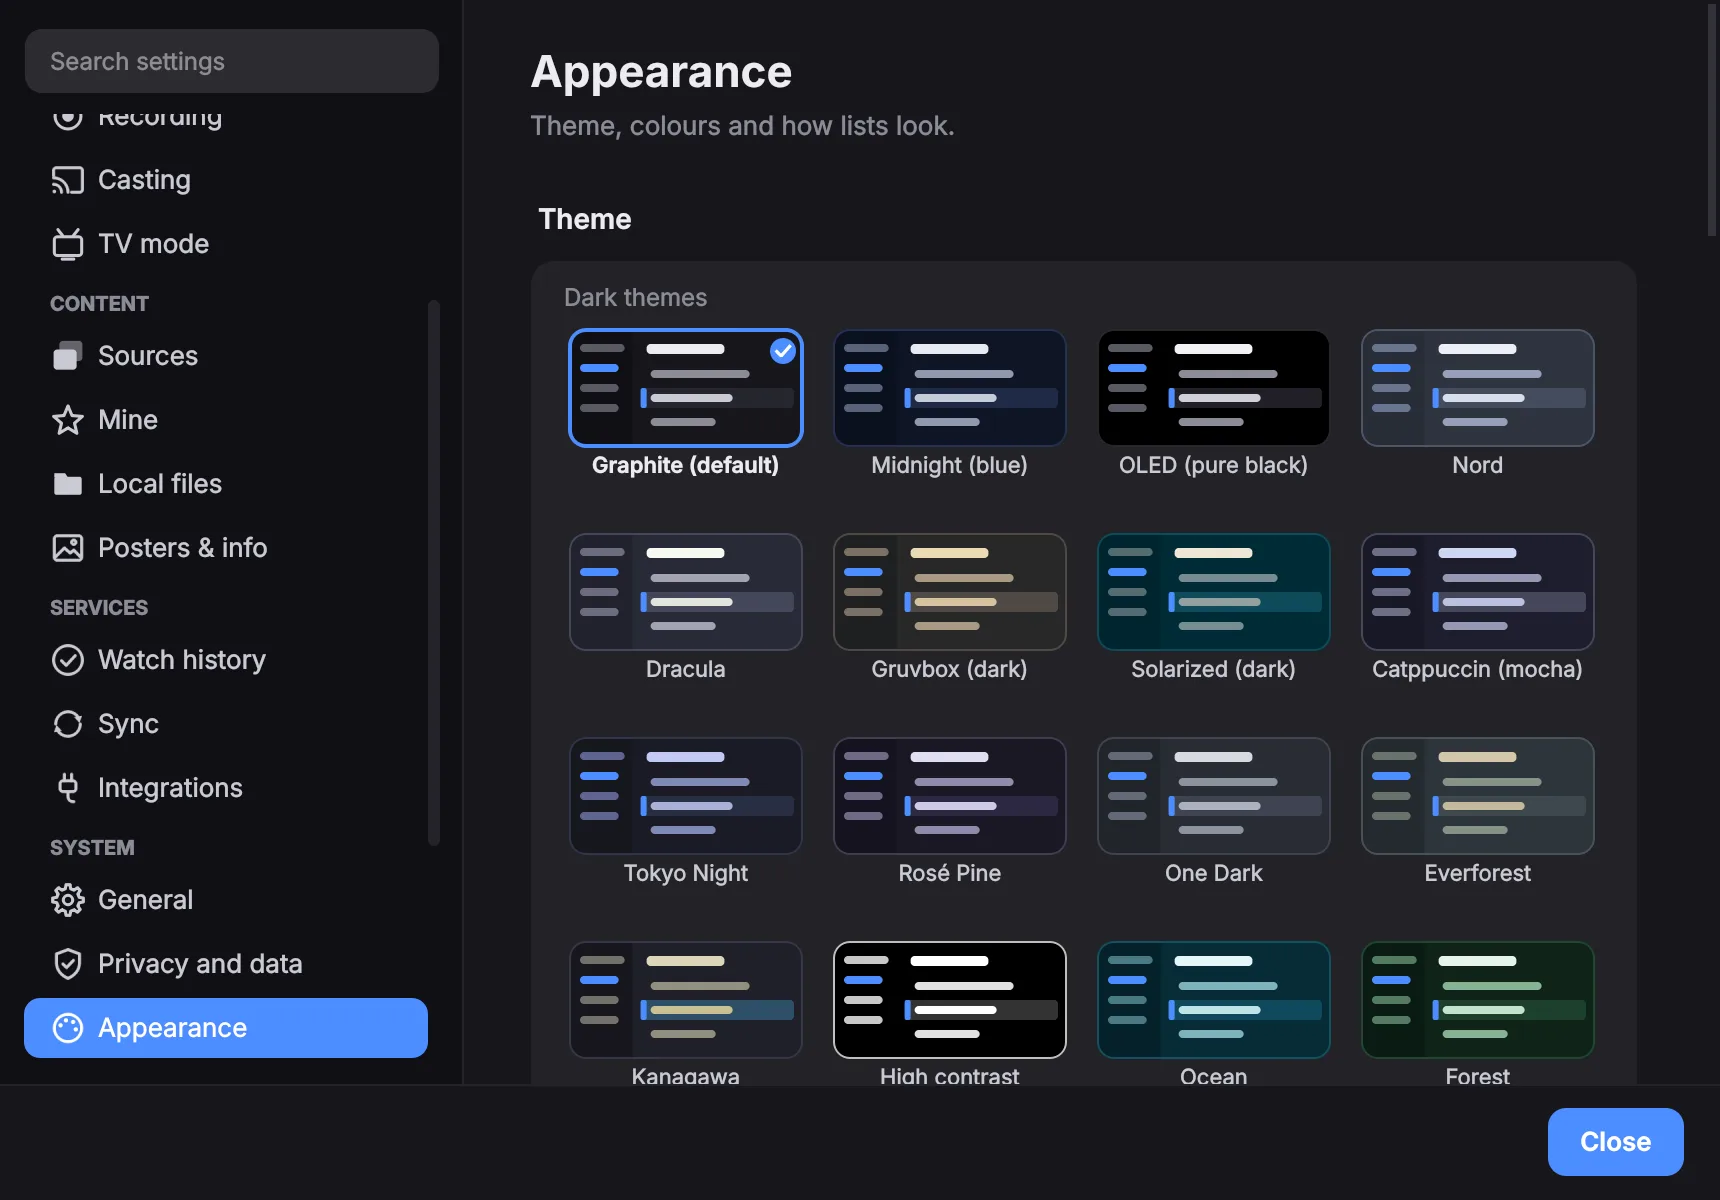 Search settings
Recording
Casting
TV mode
CONTENT
Sources
Mine
Local files
Posters & info
SERVICES
Watch history
Sync
Integrations
SYSTEM
General
Privacy and data
Appearance
Appearance
Theme, colours and how lists look.
Theme
Dark themes
Graphite (default)
Midnight (blue)
OLED (pure black)
Nord
Dracula
Gruvbox (dark)
Solarized (dark)
Catppuccin (mocha)
Tokyo Night
Rosé Pine
One Dark
Everforest
Kanagawa
High contrast
Ocean
Forest
Close